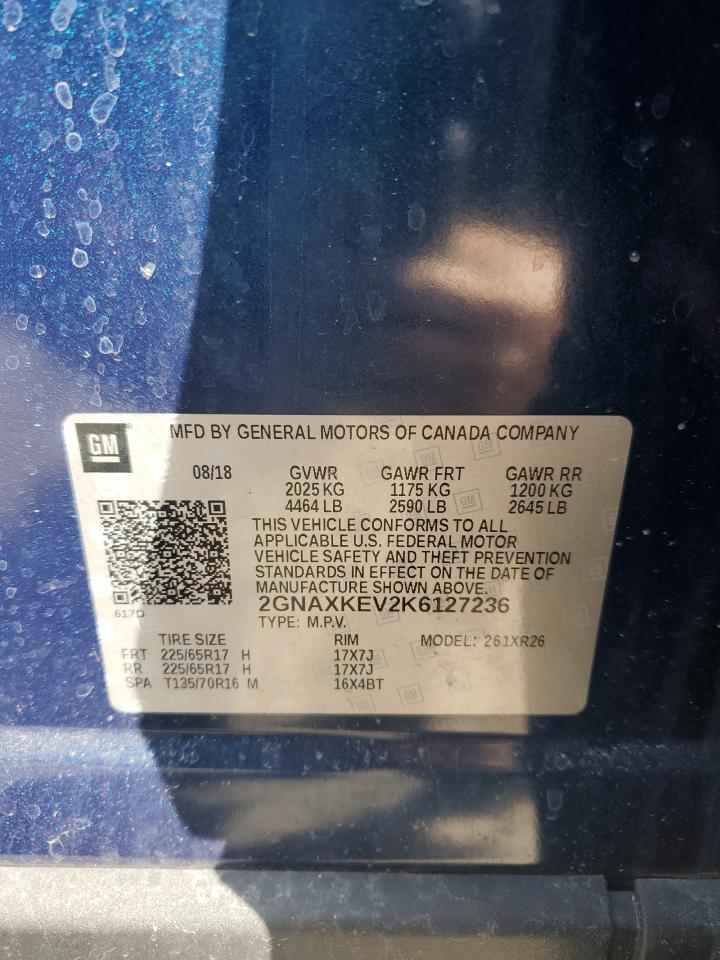 GM
MFD BY GENERAL MOTORS OF CANADA COMPANY
08/18 GVWR GAWR FRT GAWR RR
2025 KG 1175 KG 1200 KG
4464 LB 2590 LB 2645 LB
THIS VEHICLE CONFORMS TO ALL
APPLICABLE U.S. FEDERAL MOTOR
VEHICLE SAFETY AND THEFT PREVENTION
STANDARDS IN EFFECT ON THE DATE OF
MANUFACTURE SHOWN ABOVE.
2GNAXKEV2K6127236
617D
TYPE: M.P.V.
TIRE SIZE RIM MODEL: 261XR26
FRT 225/65R17 H 17X7J
RR 225/65R17 H 17X7J
SPA T135/70R16 M 16X4BT